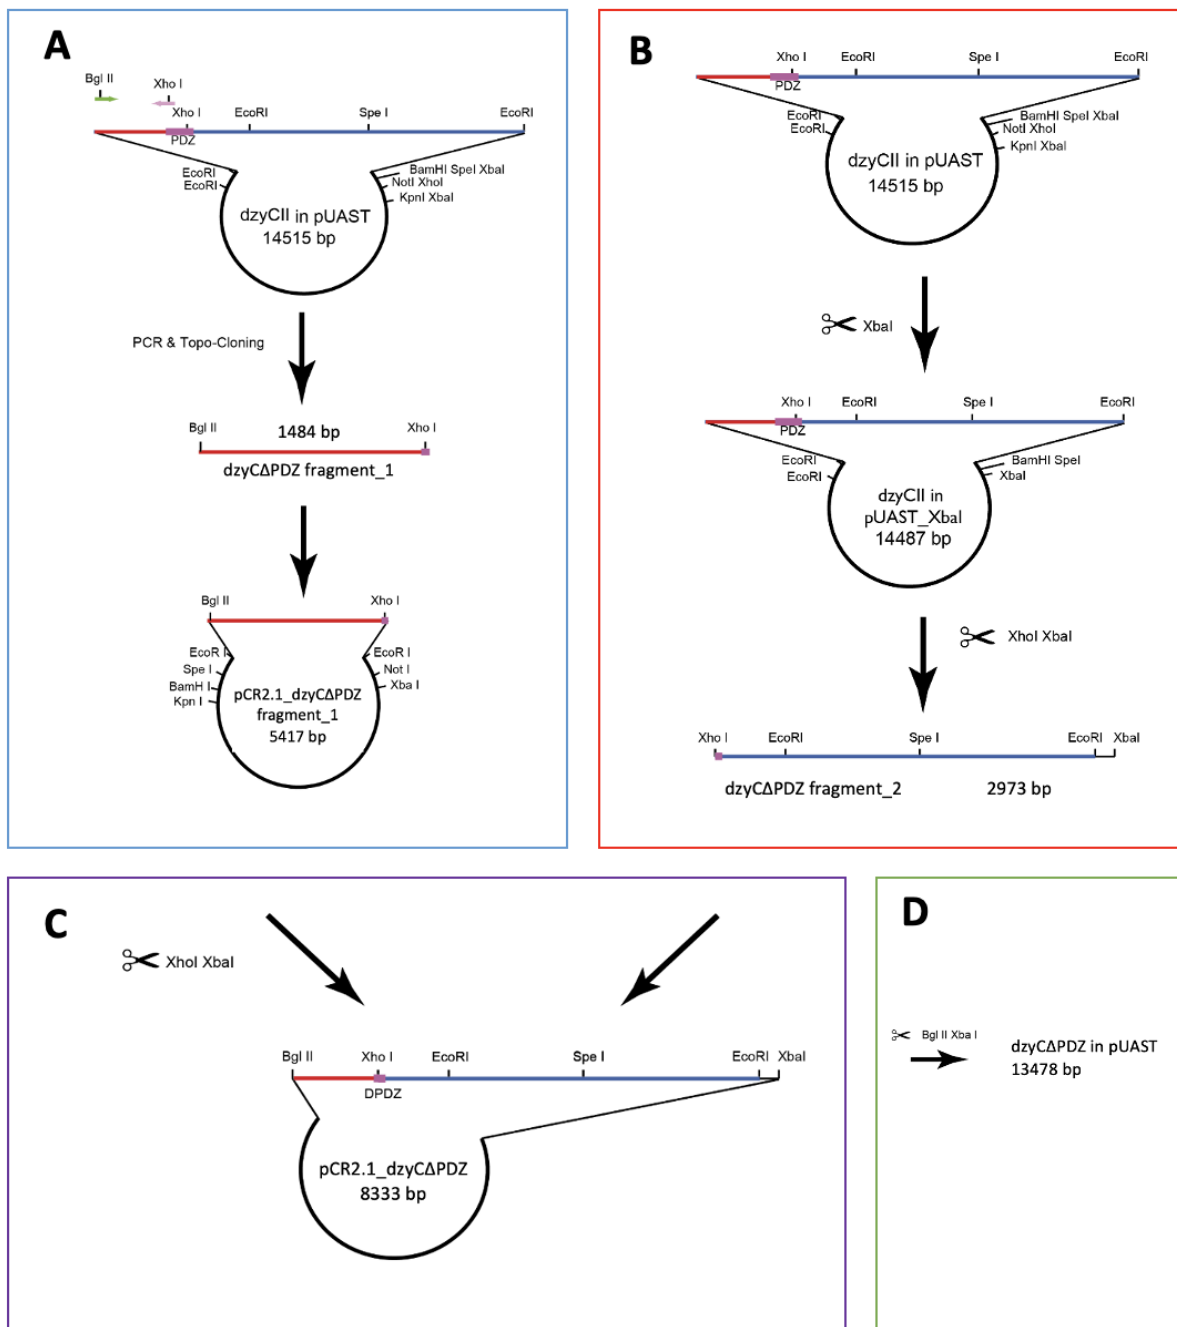 A
Bgl II
Xho I
Xho I EcoRI Spe I EcoRI
PDZ
EcoRI
EcoRI
BamHI SpeI XbaI
NotI XhoI
KpnI XbaI
dzyCII in pUAST
14515 bp
PCR & Topo-Cloning
Bgl II 1484 bp Xho I
dzyCΔPDZ fragment_1
Bgl II Xho I
EcoR I
Spe I
BamH I
Kpn I
EcoR I
Not I
Xba I
pCR2.1_dzyCΔPDZ
fragment_1
5417 bp
B
Xho I EcoRI Spe I EcoRI
PDZ
EcoRI
EcoRI
BamHI SpeI XbaI
NotI XhoI
KpnI XbaI
dzyCII in pUAST
14515 bp
XbaI
Xho I EcoRI Spe I EcoRI
PDZ
EcoRI
EcoRI
BamHI SpeI
XbaI
dzyCII in
pUAST_XbaI
14487 bp
XhoI XbaI
Xho I EcoRI Spe I EcoRI XbaI
dzyCΔPDZ fragment_2 2973 bp
C
XhoI XbaI
Bgl II Xho I EcoRI Spe I EcoRI XbaI
DPDZ
pCR2.1_dzyCΔPDZ
8333 bp
D
Bgl II Xba I
dzyCΔPDZ in pUAST
13478 bp